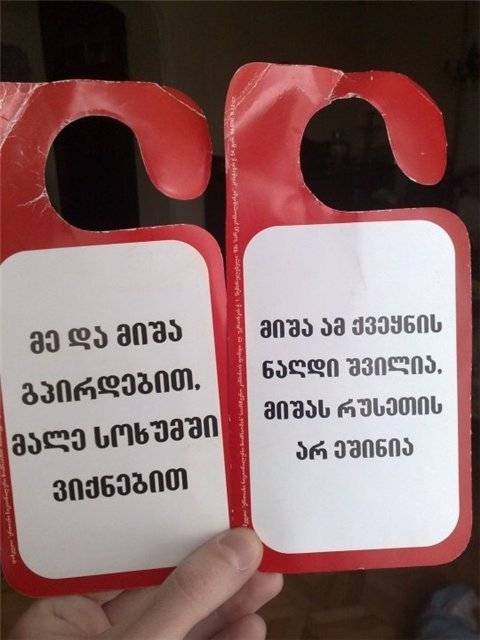 მე და მიშა
გპირდებით,
მალე სოხუმში
ვიქნებით
მიშა ამ ქვეყნის
ნაღდი შვილია.
მიშას რუსეთის
არ ეშინია